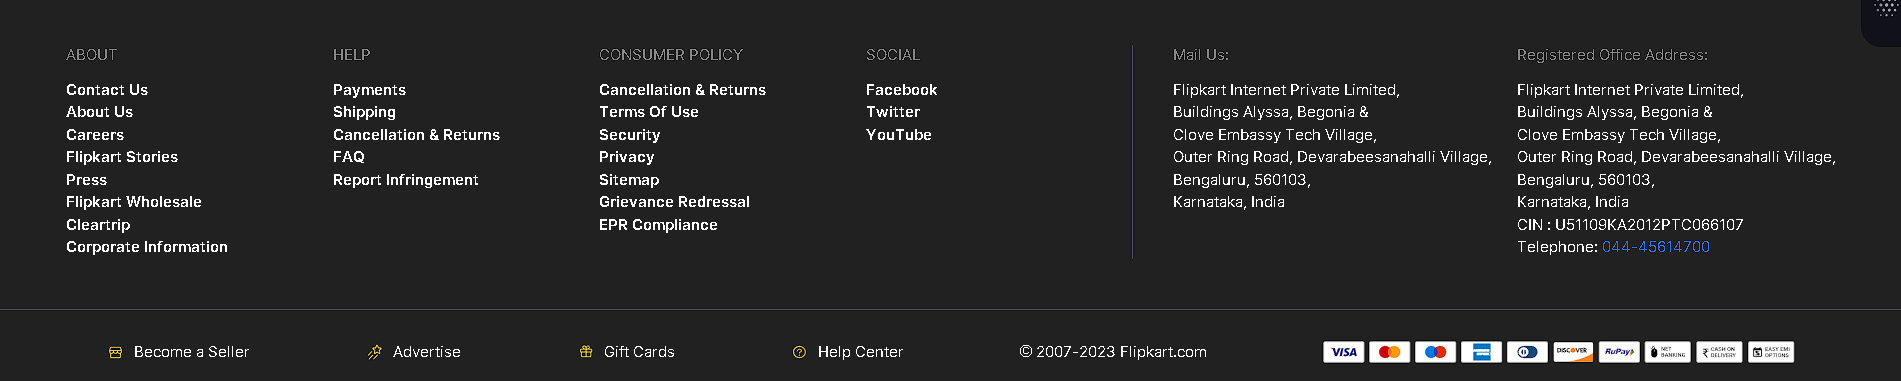 ABOUT
Contact Us
About Us
Careers
Flipkart Stories
Press
Flipkart Wholesale
Cleartrip
Corporate Information
HELP
Payments
Shipping
Cancellation & Returns
FAQ
Report Infringement
CONSUMER POLICY
Cancellation & Returns
Terms Of Use
Security
Privacy
Sitemap
Grievance Redressal
EPR Compliance
SOCIAL
Facebook
Twitter
YouTube
Mail Us:
Flipkart Internet Private Limited,
Buildings Alyssa, Begonia &
Clove Embassy Tech Village,
Outer Ring Road, Devarabeesanahalli Village,
Bengaluru, 560103,
Karnataka, India
Registered Office Address:
Flipkart Internet Private Limited,
Buildings Alyssa, Begonia &
Clove Embassy Tech Village,
Outer Ring Road, Devarabeesanahalli Village,
Bengaluru, 560103,
Karnataka, India
CIN : U51109KA2012PTC066107
Telephone: 044-45614700
Become a Seller
Advertise
Gift Cards
Help Center
© 2007-2023 Flipkart.com
VISA
DISCOVER
RuPay
NET BANKING
CASH ON DELIVERY
EASY EMI OPTIONS